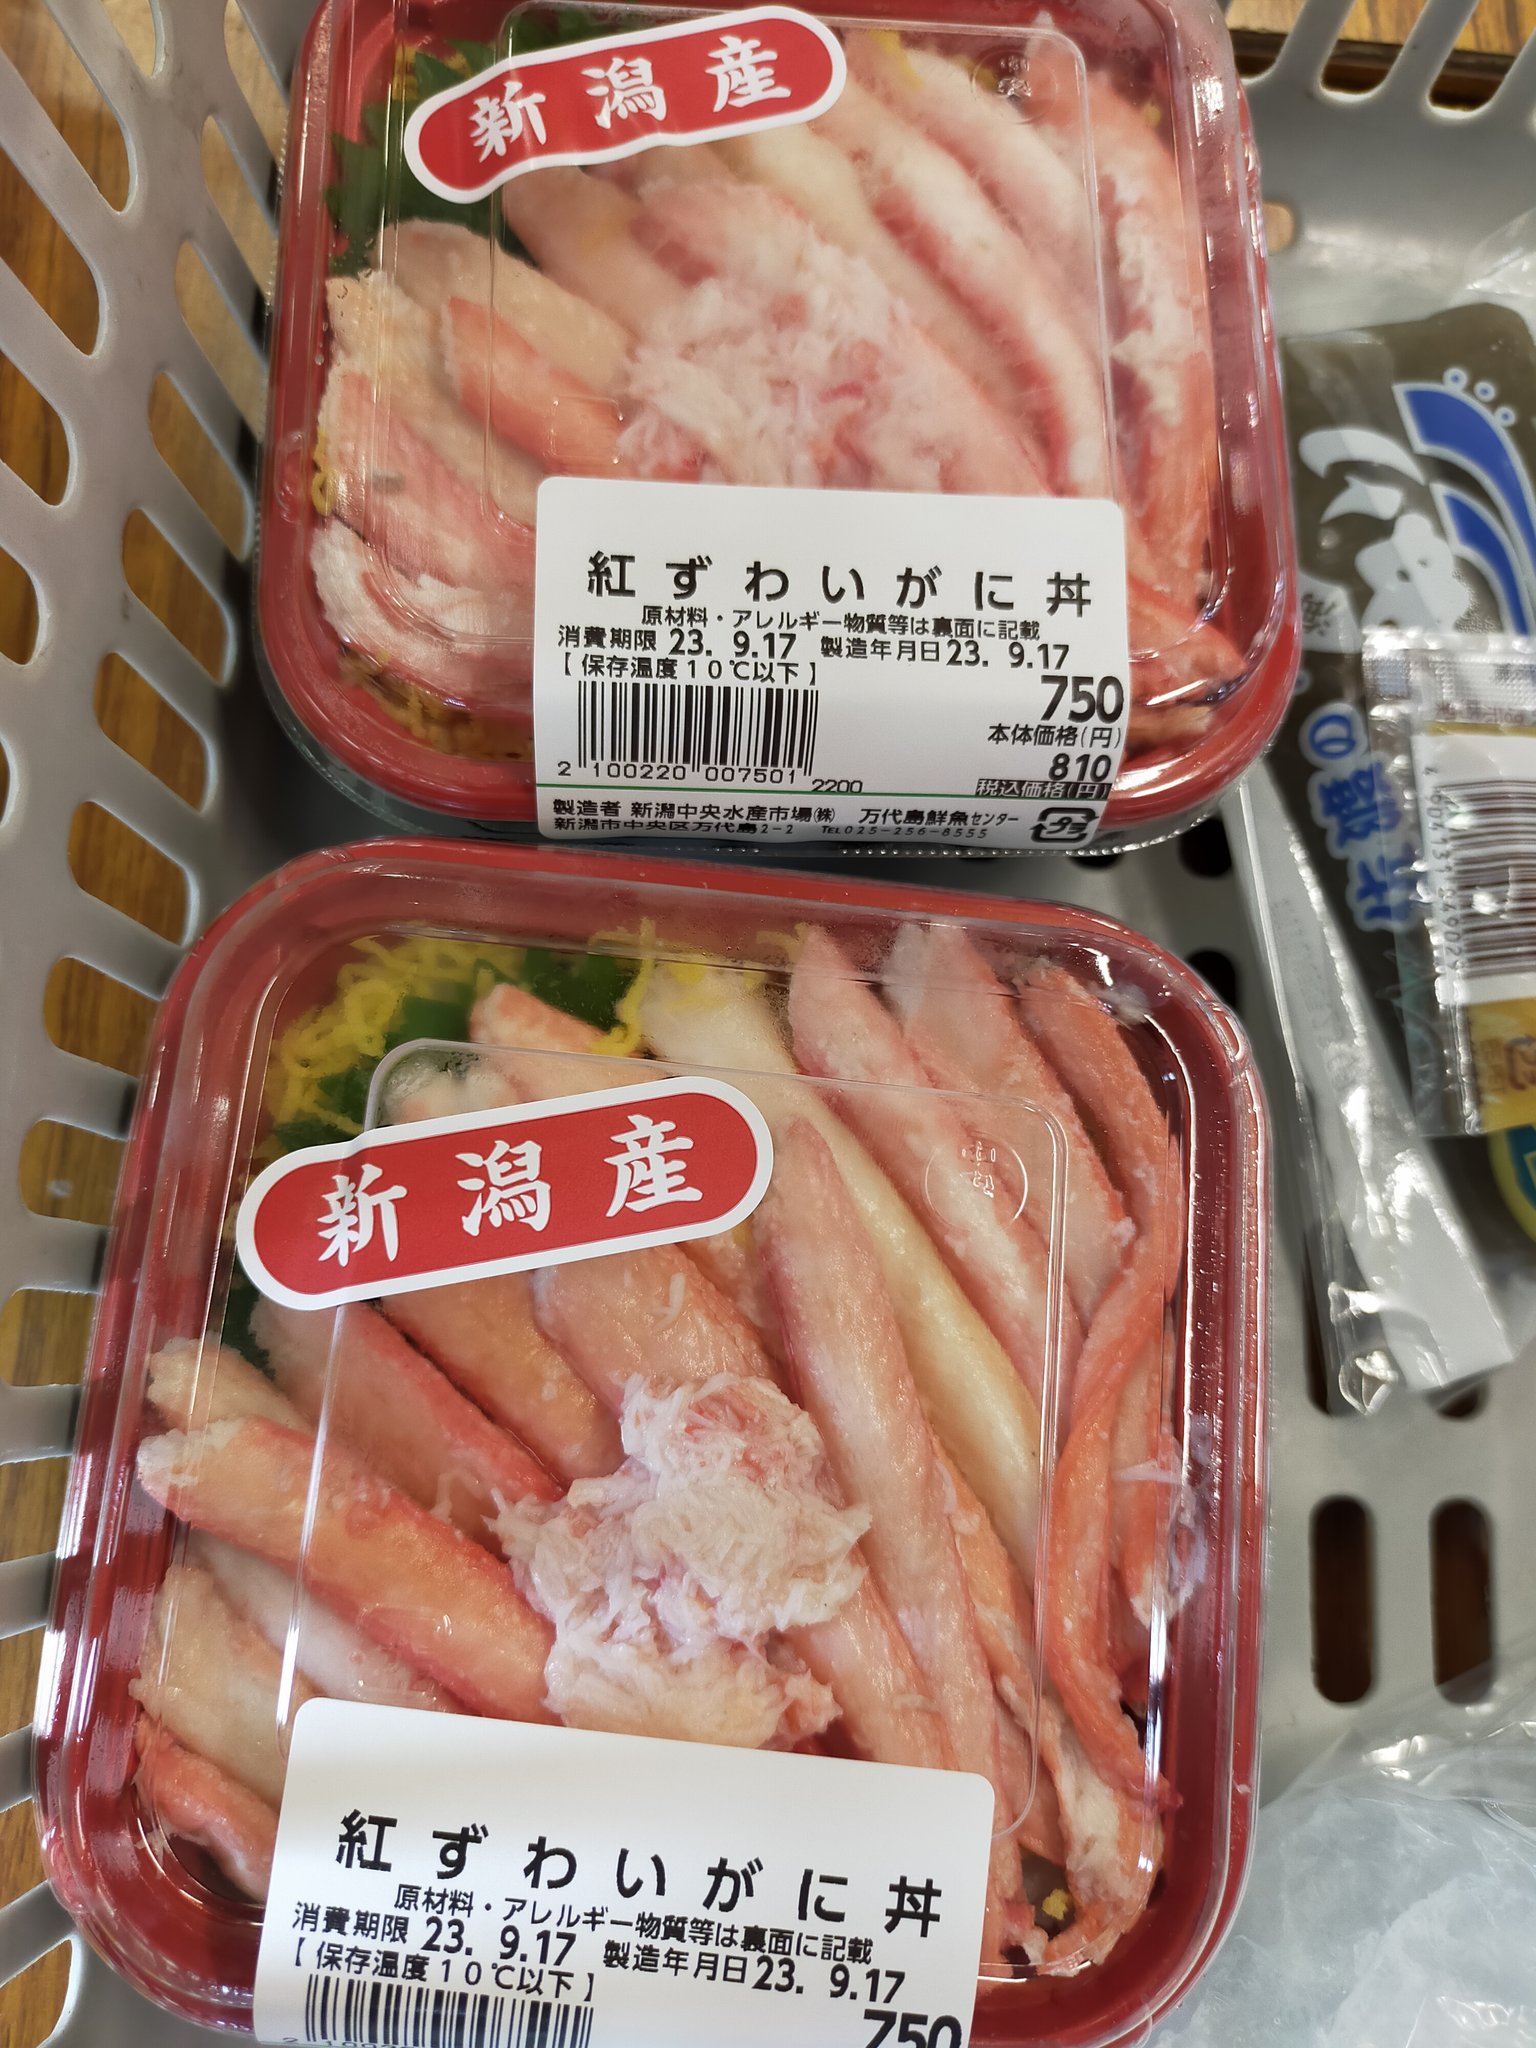 新潟産
紅ずわいがに丼
原材料・アレルギー物質等は裏面に記載
消費期限 23. 9.17 製造年月日 23. 9.17
【保存温度10℃以下】
750
本体価格(円)
2 100220 007501 2200
810
税込価格(円)
製造者 新潟中央水産市場㈱ 万代島鮮魚センター
新潟市中央区万代島2-2 TEL025-256-8555
プラ
新潟産
紅ずわいがに丼
原材料・アレルギー物質等は裏面に記載
消費期限 23. 9.17 製造年月日 23. 9.17
【保存温度10℃以下】
750